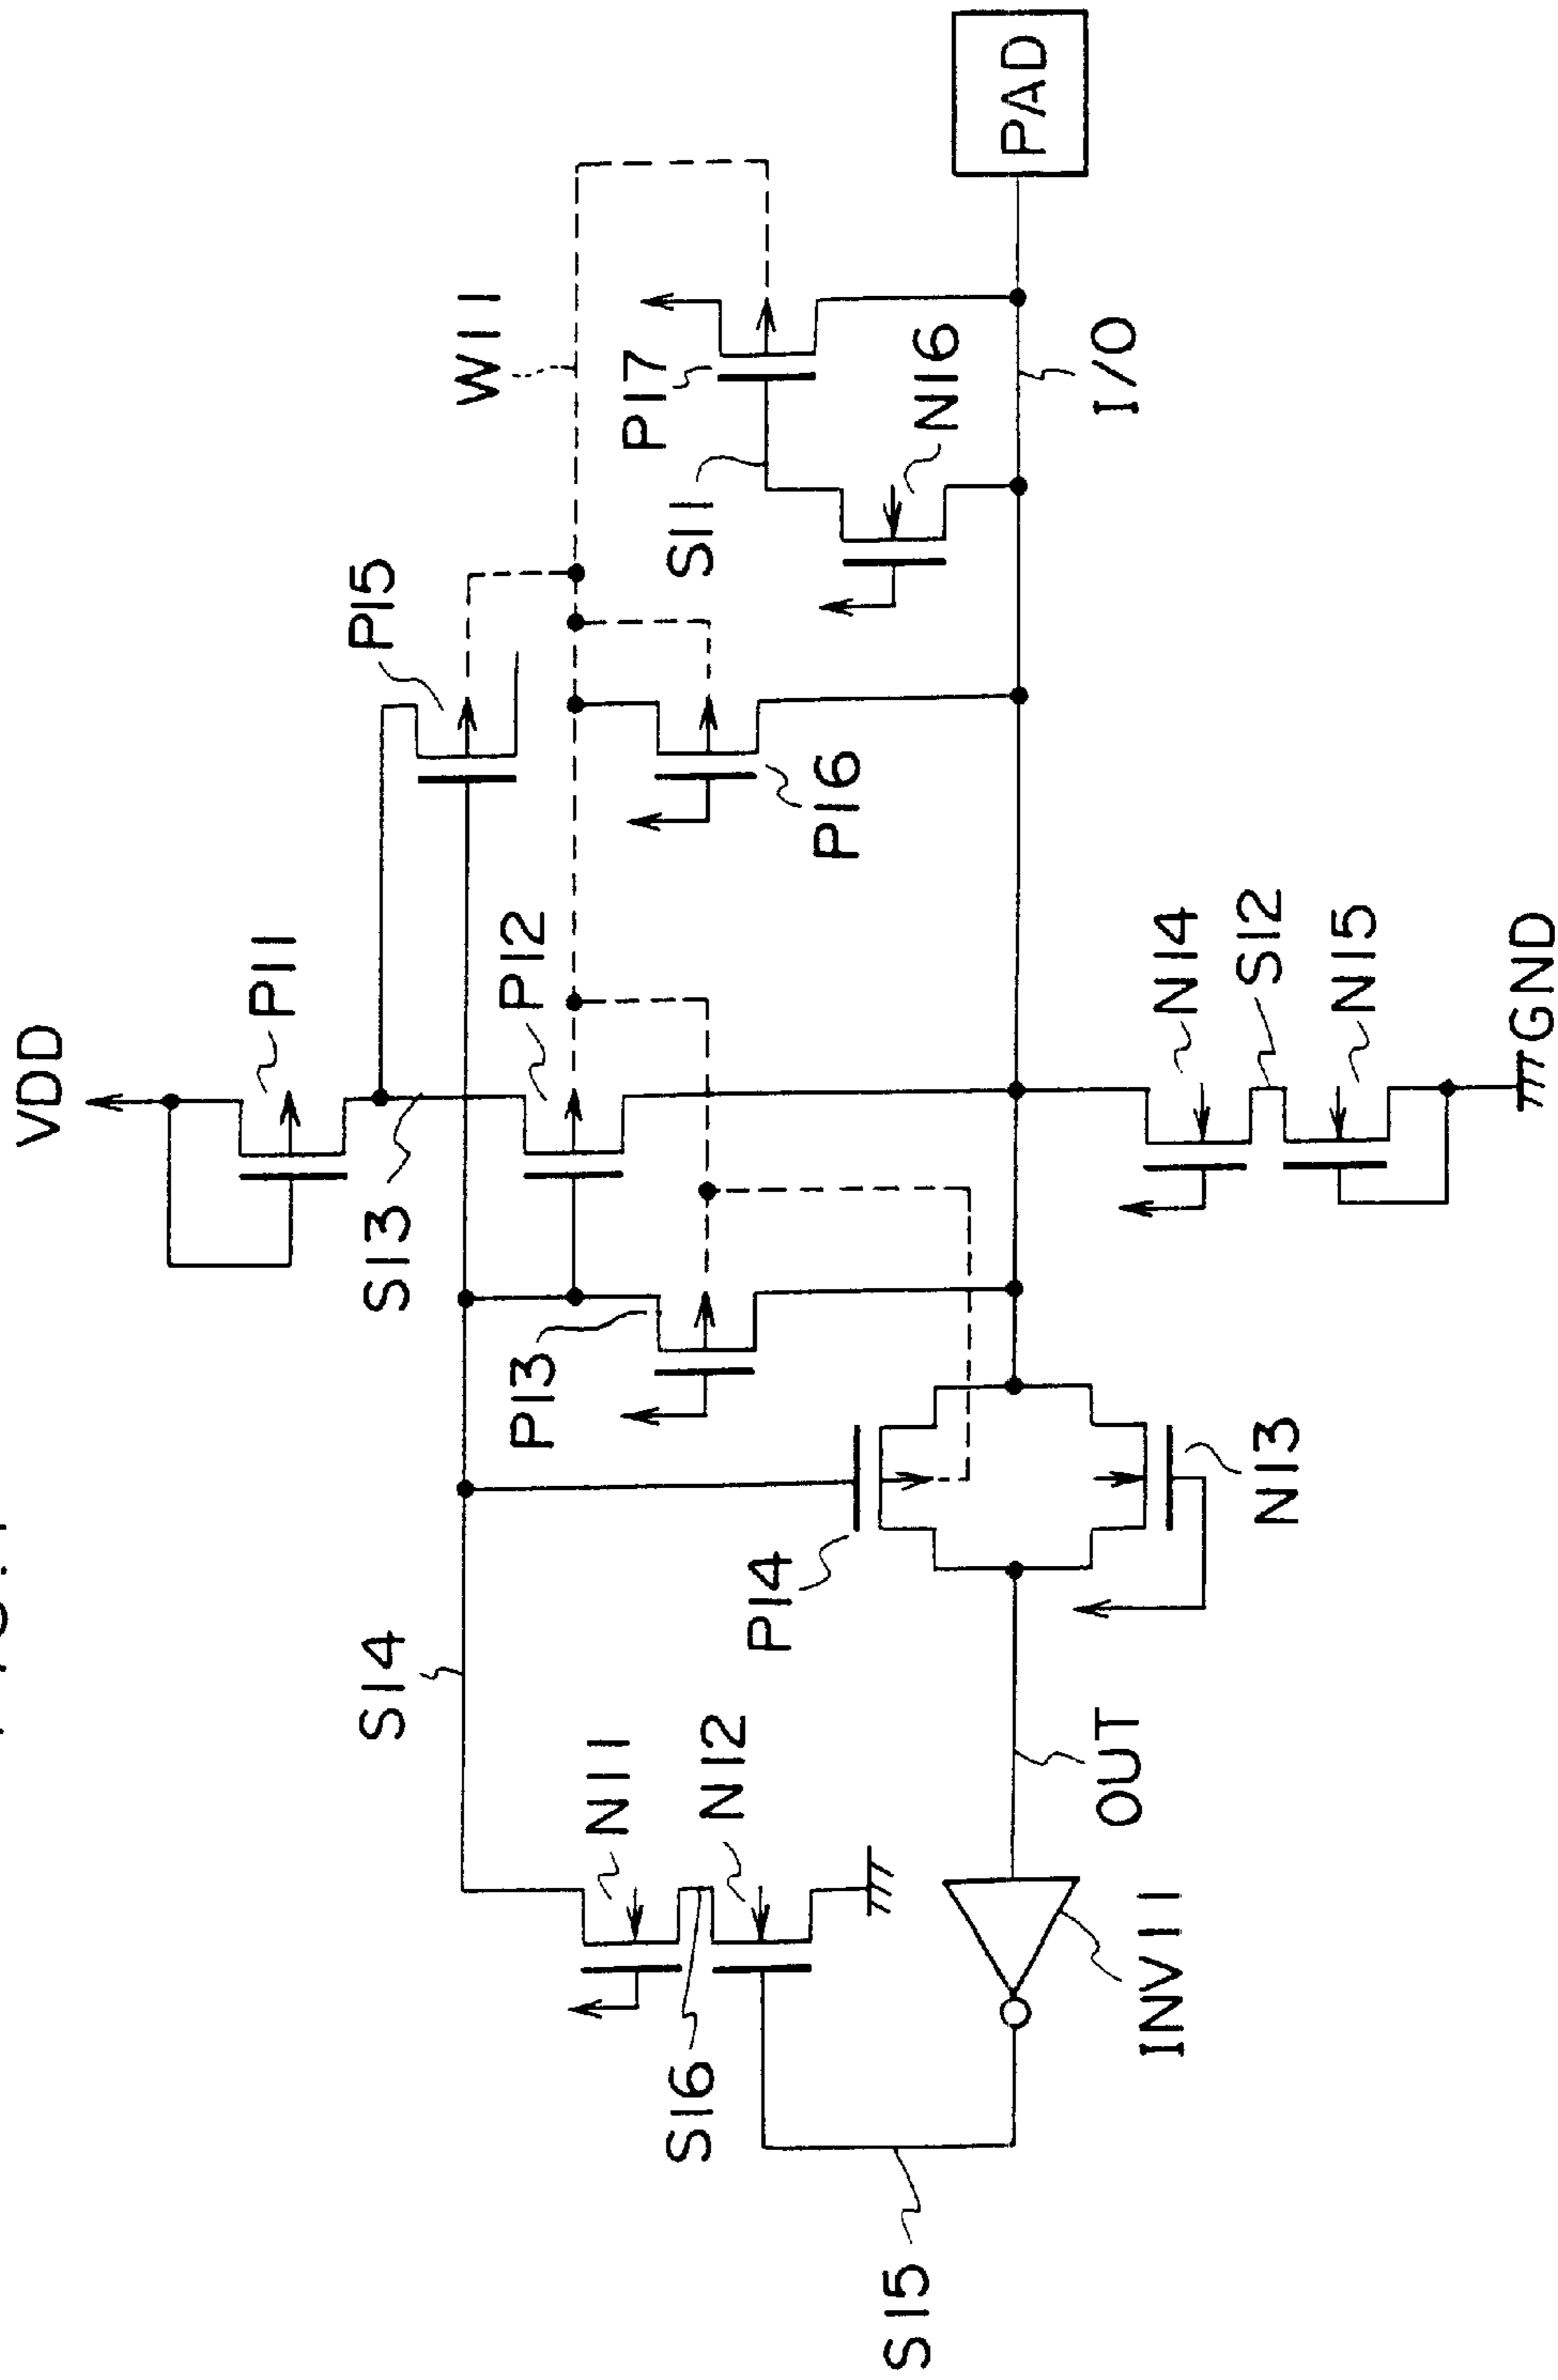 VDD
P11
S13
P15
W11
P12
S14
P13
P17
S11
N16
PAD
P16
N11
N12
S16
P14
I/O
OUT
N13
N14
S12
N15
GND
S15
INV11